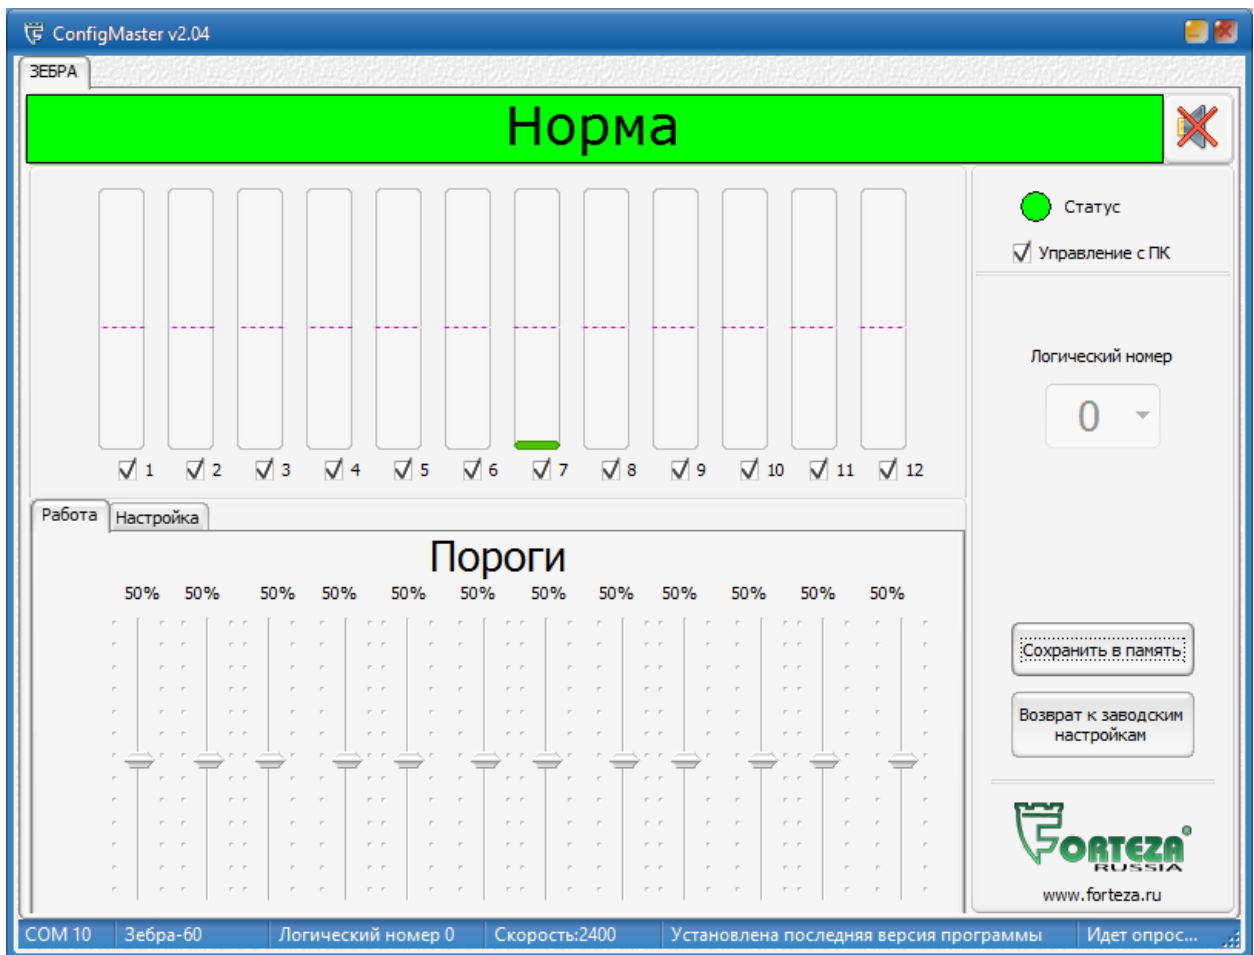 ConfigMaster v2.04
ЗЕБРА
Норма
Статус
Управление с ПК
Логический номер
0
1 2 3 4 5 6 7 8 9 10 11 12
Работа Настройка
Пороги
50% 50% 50% 50% 50% 50% 50% 50% 50% 50% 50% 50%
Сохранить в память
Возврат к заводским
настройкам
FORTEZA®
RUSSIA
www.forteza.ru
COM 10 Зебра-60 Логический номер 0 Скорость:2400 Установлена последняя версия программы Идет опрос...